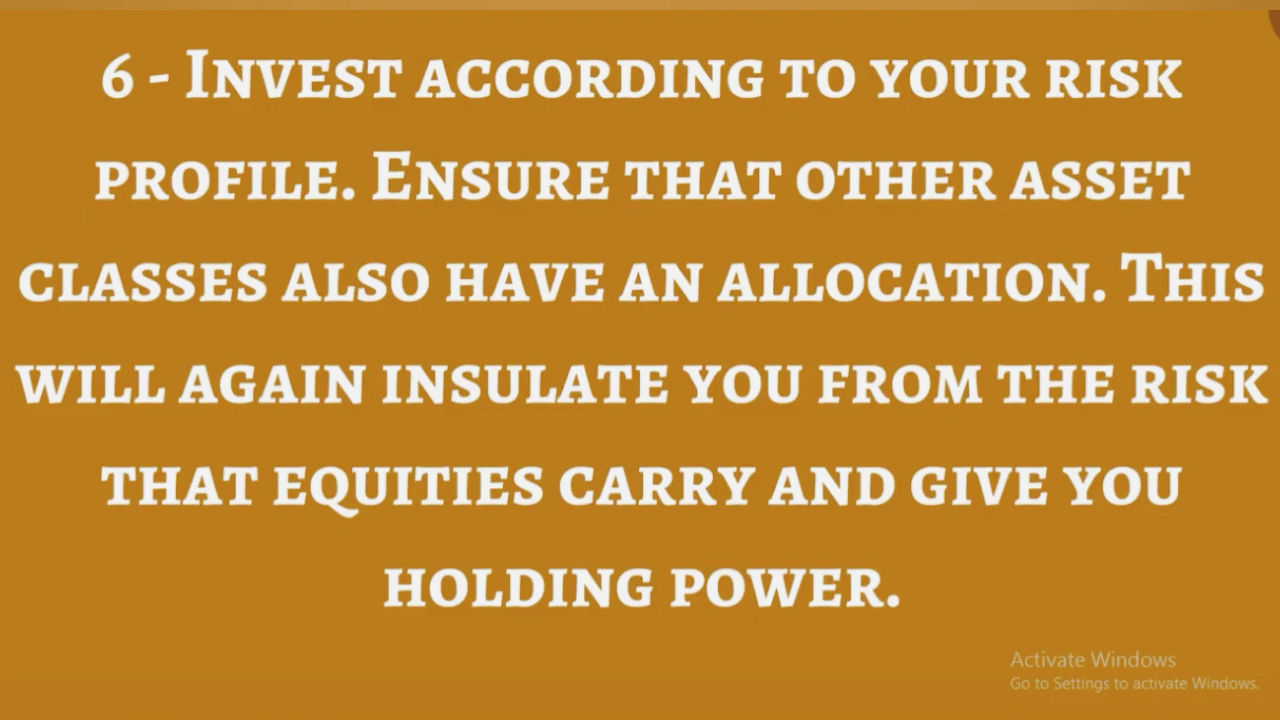 6 - Invest according to your risk
profile. Ensure that other asset
classes also have an allocation. This
will again insulate you from the risk
that equities carry and give you
holding power.
Activate Windows
Go to Settings to activate Windows.